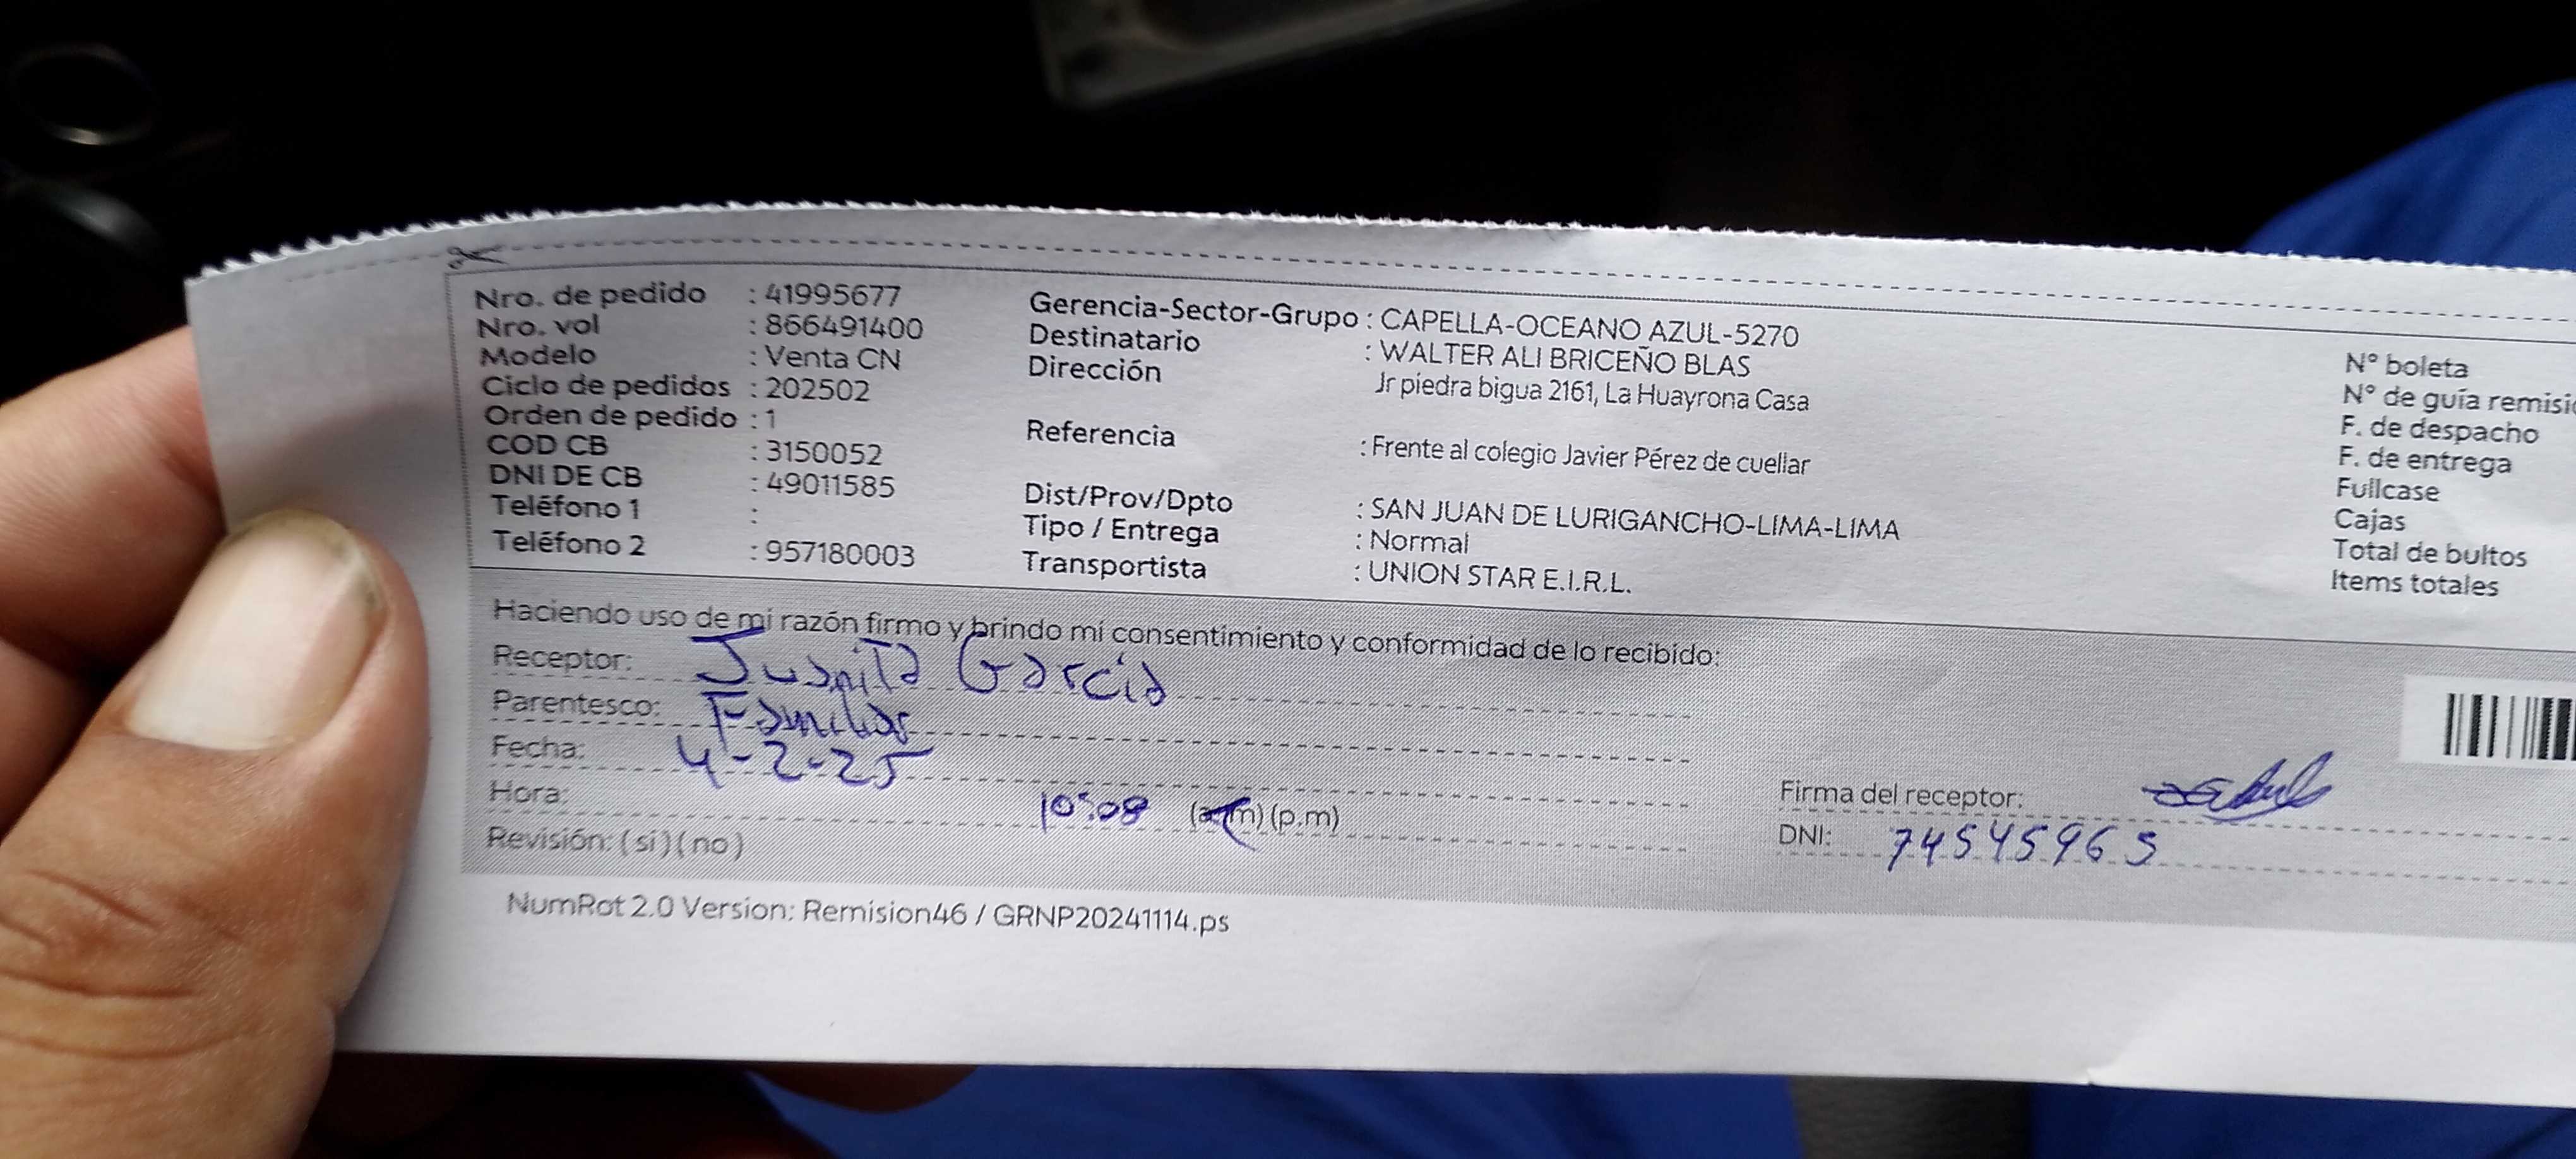 Nro. de pedido : 41995677
Nro. vol : 866491400
Modelo : Venta CN
Ciclo de pedidos : 202502
Orden de pedido : 1
COD CB : 3150052
DNI DE CB : 49011585
Teléfono 1 :
Teléfono 2 : 957180003
Gerencia-Sector-Grupo : CAPELLA-OCEANO AZUL-5270
Destinatario : WALTER ALI BRICEÑO BLAS
Dirección Jr piedra bigua 2161, La Huayrona Casa
Referencia : Frente al colegio Javier Pérez de cuellar
Dist/Prov/Dpto : SAN JUAN DE LURIGANCHO-LIMA-LIMA
Tipo / Entrega : Normal
Transportista : UNION STAR E.I.R.L.
N° boleta
N° de guía remisi
F. de despacho
F. de entrega
Fullcase
Cajas
Total de bultos
Items totales
Haciendo uso de mi razón firmo y brindo mi consentimiento y conformidad de lo recibido:
Receptor: Juanita Garcia
Parentesco: Familiar
Fecha: 4-2-25
Hora: 10:08 (a.m) (p.m)
Revisión: (si) (no)
Firma del receptor:
DNI: 74545965
NumRot 2.0 Version: Remision46 / GRNP20241114.ps